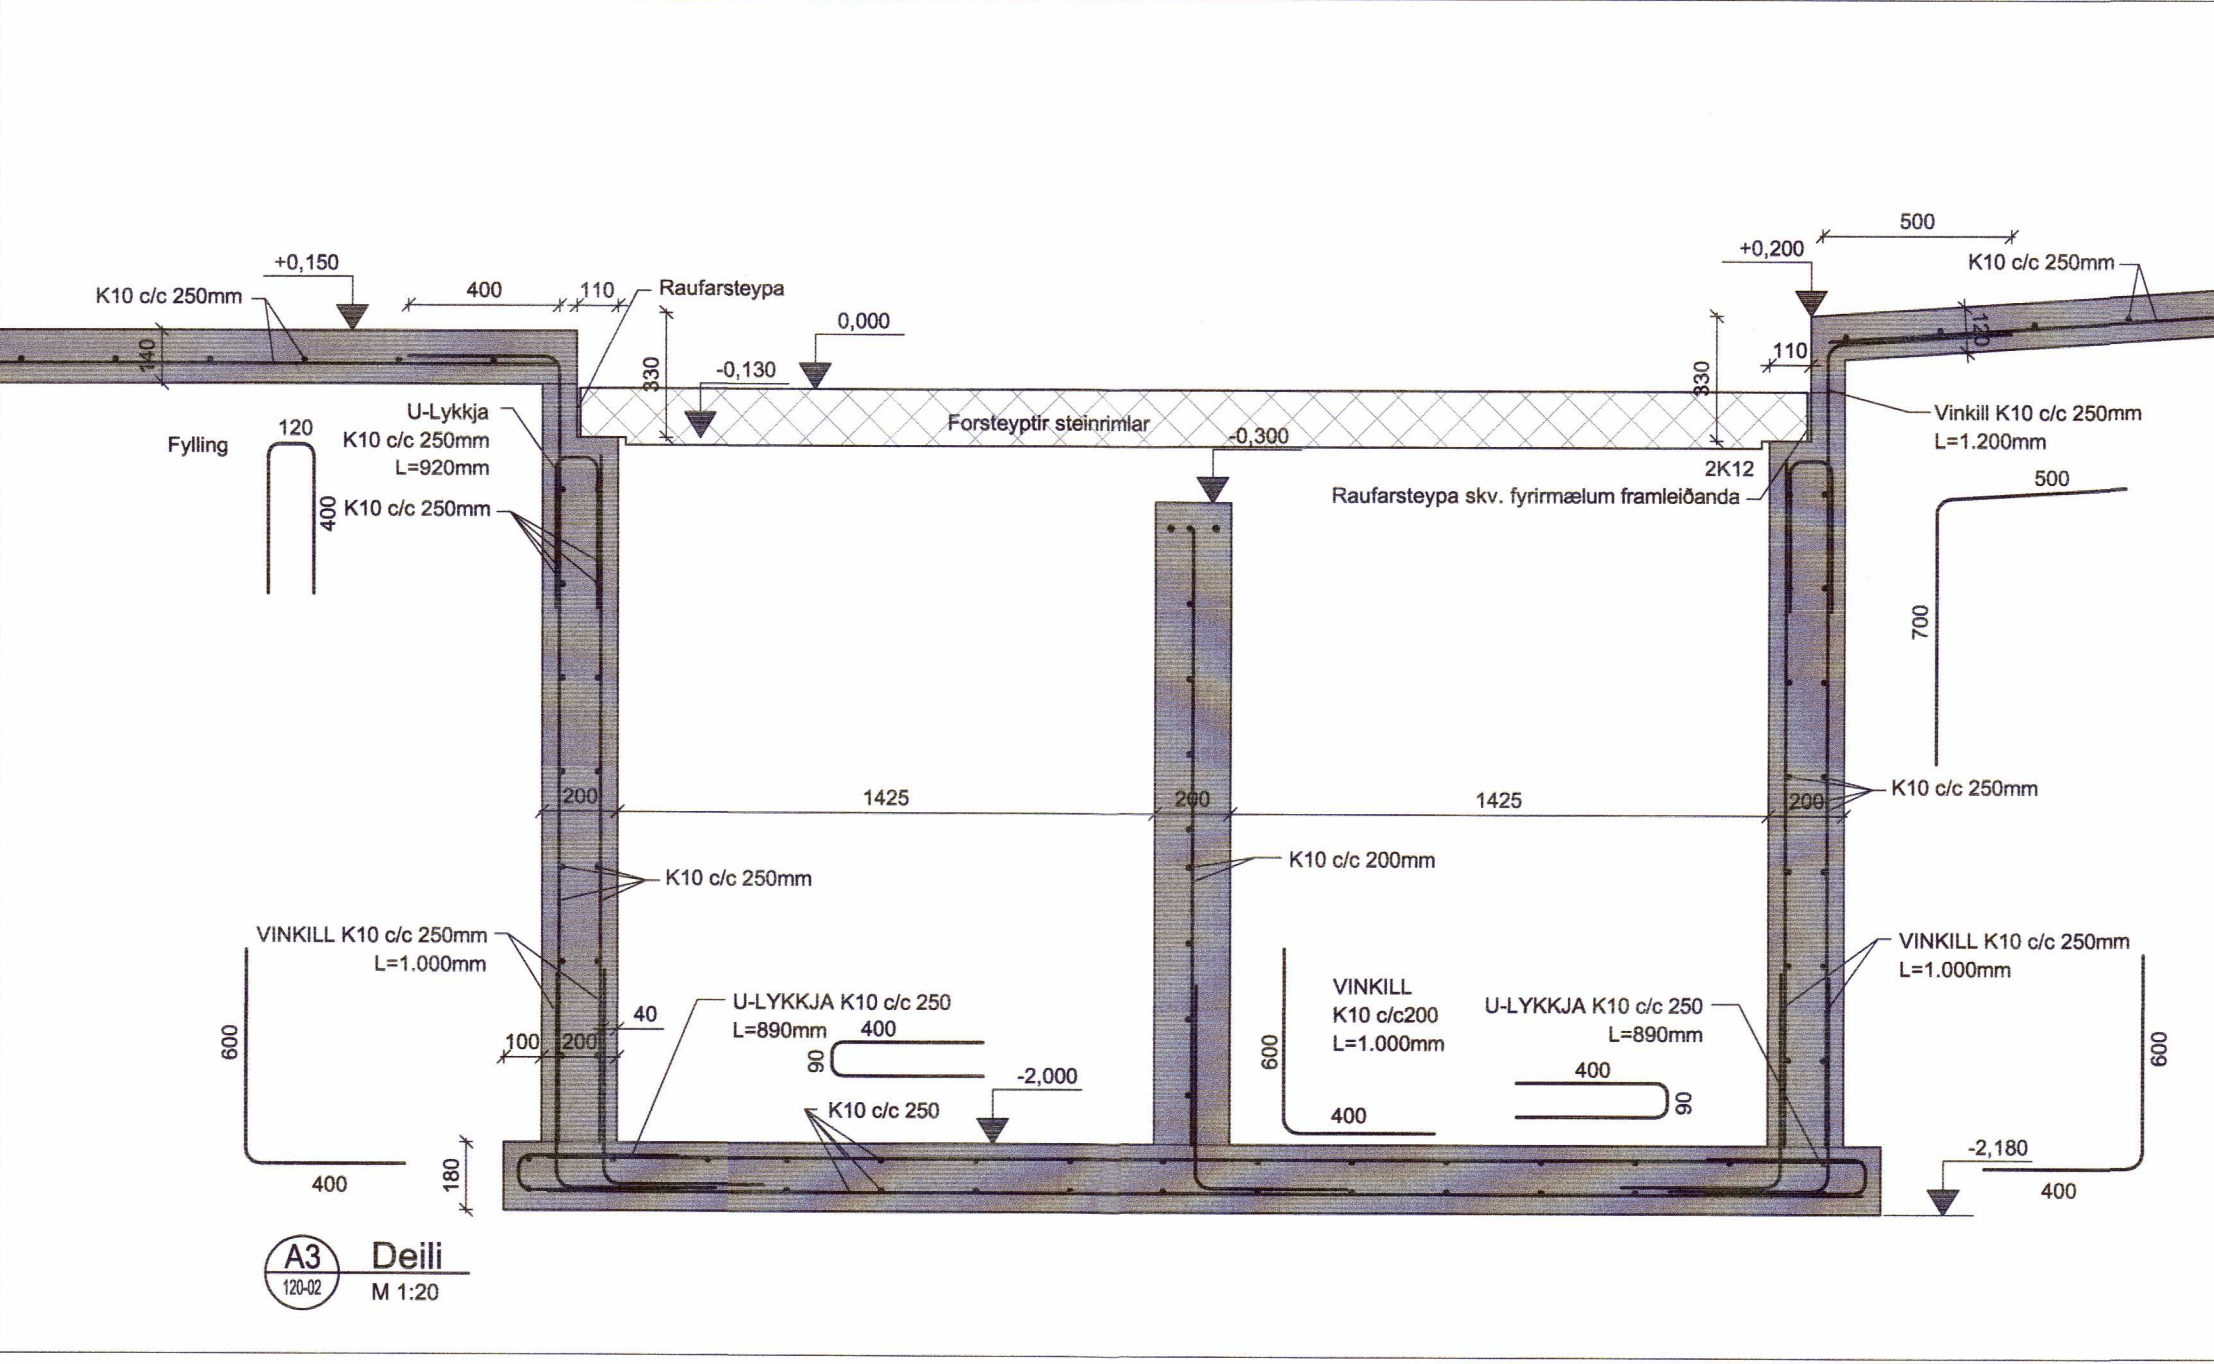 500
+0,200
K10 c/c 250mm
+0,150
K10 c/c 250mm
400
110
Raufarsteypa
0,000
120
140
330
-0,130
110
330
U-Lykkja
K10 c/c 250mm
L=920mm
Fylling
120
400
K10 c/c 250mm
Forsteyptir steinrimlar
-0,300
2K12
Raufarsteypa skv. fyrirmælum framleiðanda
Vinkill K10 c/c 250mm
L=1.200mm
500
700
200
1425
200
1425
200
K10 c/c 250mm
K10 c/c 250mm
K10 c/c 200mm
VINKILL K10 c/c 250mm
L=1.000mm
600
400
40
100
200
U-LYKKJA K10 c/c 250
L=890mm
400
90
K10 c/c 250
-2,000
VINKILL
K10 c/c200
L=1.000mm
600
400
U-LYKKJA K10 c/c 250
L=890mm
400
90
VINKILL K10 c/c 250mm
L=1.000mm
600
400
-2,180
180
A3
120-02
Deili
M 1:20